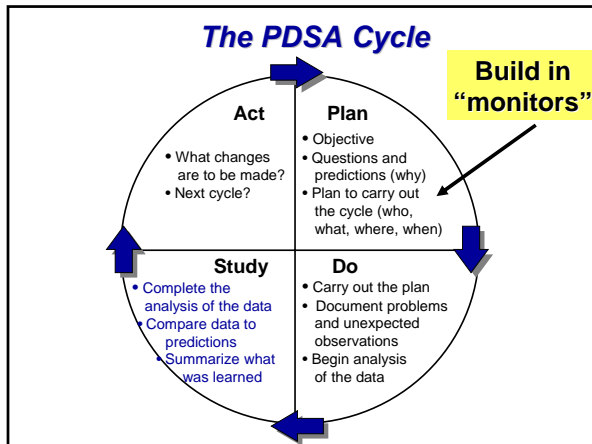 The PDSA Cycle
Build in
“monitors”
Act
• What changes
are to be made?
• Next cycle?
Plan
• Objective
• Questions and
predictions (why)
• Plan to carry out
the cycle (who,
what, where, when)
Study
• Complete the
analysis of the data
• Compare data to
predictions
• Summarize what
was learned
Do
• Carry out the plan
• Document problems
and unexpected
observations
• Begin analysis
of the data